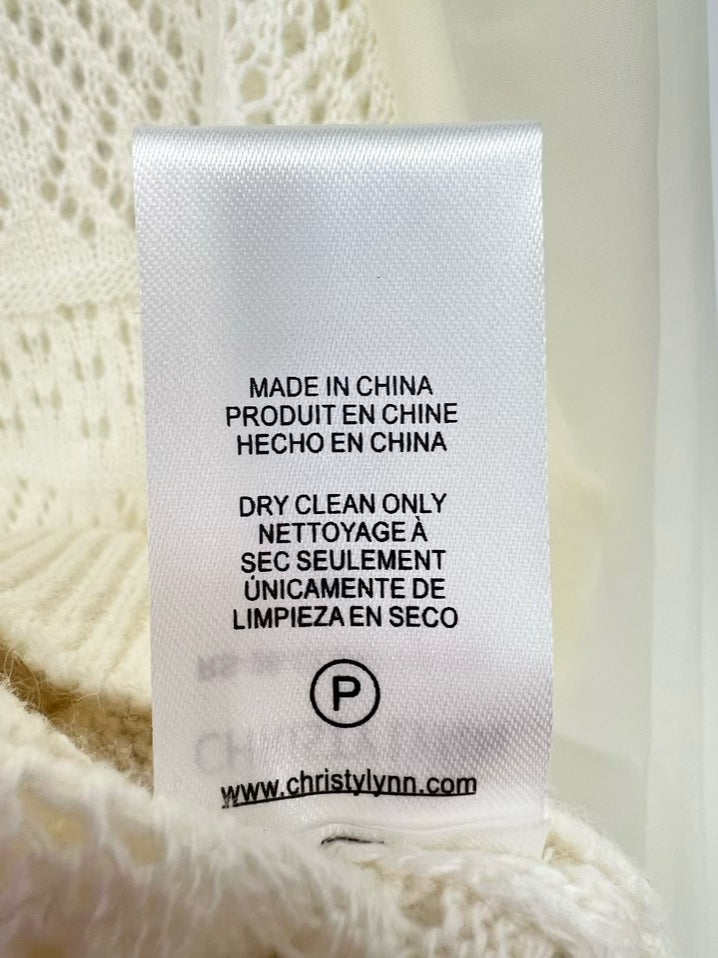 MADE IN CHINA
PRODUIT EN CHINE
HECHO EN CHINA
DRY CLEAN ONLY
NETTOYAGE À
SEC SEULEMENT
ÚNICAMENTE DE
LIMPIEZA EN SECO
P
www.christylynn.com